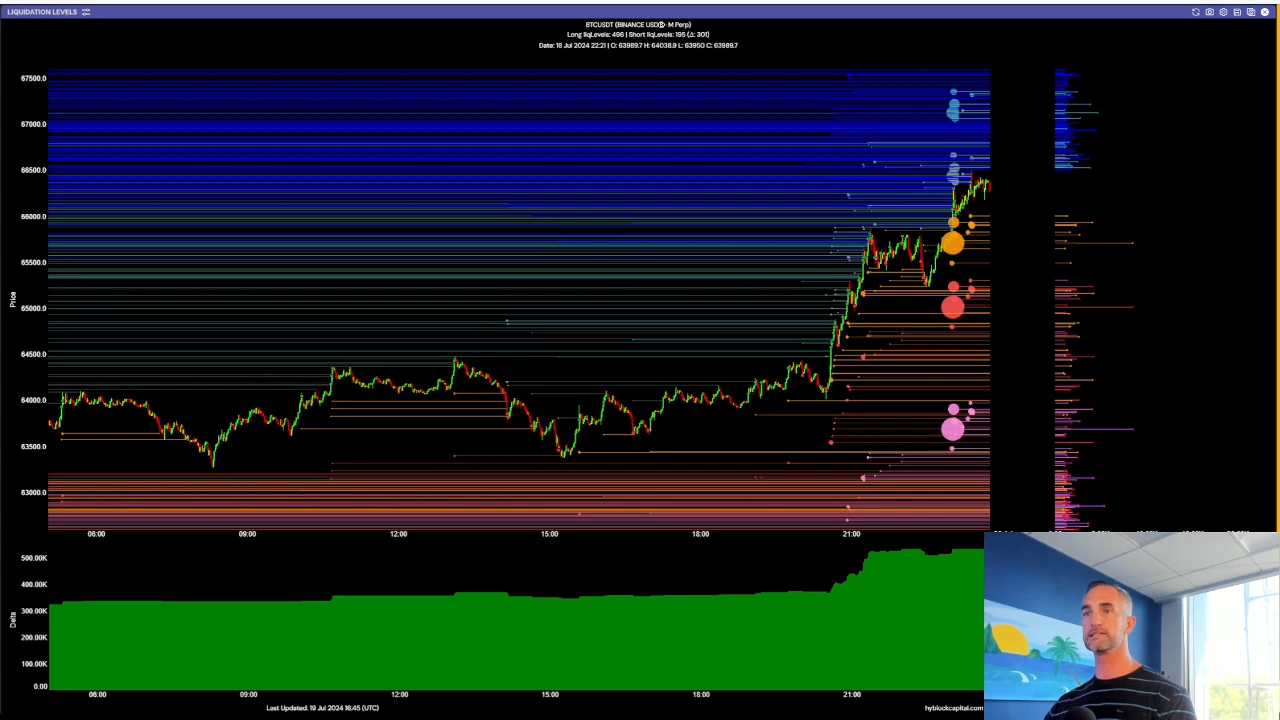 LIQUIDATION LEVELS
BTCUSDT (BINANCE USDⓈ-M Perp)
Long liqLevels: 496 | Short liqLevels: 195 (Δ: 301)
Date: 18 Jul 2024 22:21 | O: 63989.7 H: 64038.9 L: 63950 C: 63989.7
67500.0
67000.0
66500.0
66000.0
65500.0
65000.0
64500.0
64000.0
63500.0
63000.0
Price
06:00
09:00
12:00
15:00
18:00
21:00
500.00K
400.00K
300.00K
200.00K
100.00K
0.00
Delta
06:00
09:00
12:00
15:00
18:00
21:00
Last Updated: 19 Jul 2024 16:45 (UTC)
hyblockcapital.com